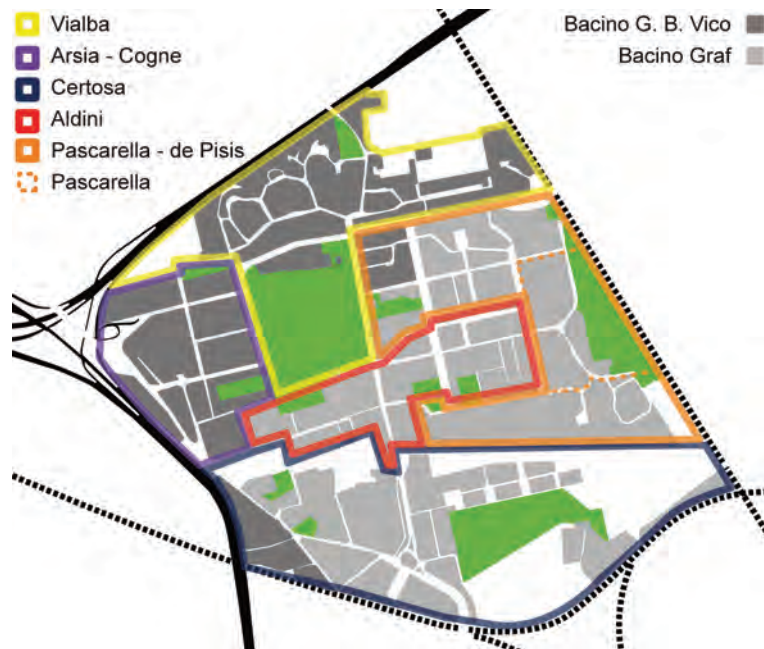 Vialba
Arsia - Cogne
Certosa
Aldini
Pascarella - de Pisis
Pascarella
Bacino G. B. Vico
Bacino Graf